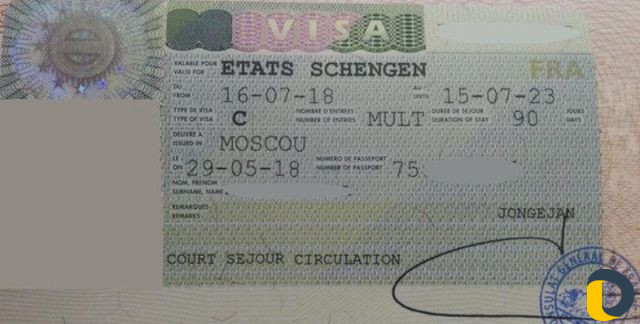 VISA
VALABLE POUR
VALID FOR
ETATS SCHENGEN
FRA
DU
FROM
16-07-18
AU
UNTIL
15-07-23
TYPE DE VISA
TYPE OF VISA
C
NOMBRE D'ENTREES
NUMBER OF ENTRIES
MULT
DUREE DE SEJOUR
DURATION OF STAY
90
JOURS
DAYS
DELIVRE A
ISSUED IN
MOSCOU
LE
ON
29-05-18
NUMERO DE PASSEPORT
NUMBER OF PASSPORT
75
NOM, PRENOM
SURNAME, NAME
REMARQUES
REMARKS
JONGEJAN
COURT SEJOUR CIRCULATION